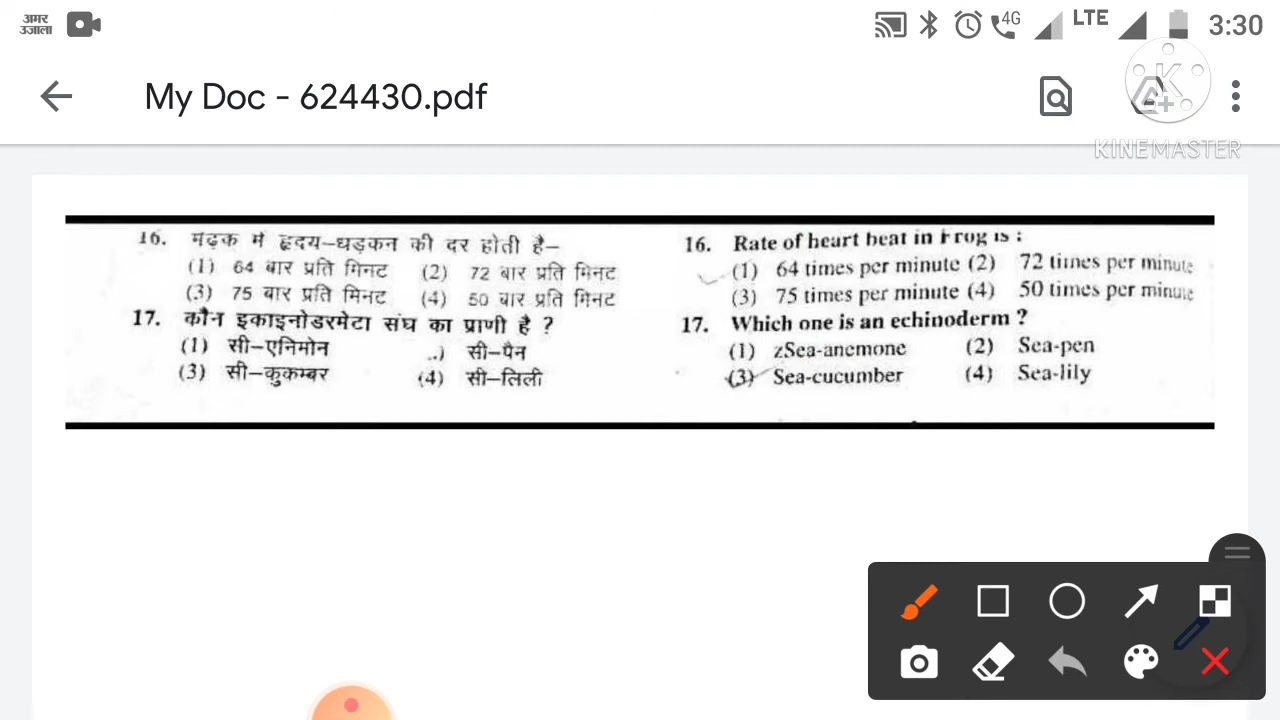 अमर
उजाला
4G
LTE
3:30
My Doc - 624430.pdf
K
KINEMASTER
16. मेंढ़क में हृदय–धड़कन की दर होती है–
(1) 64 बार प्रति मिनट (2) 72 बार प्रति मिनट
(3) 75 बार प्रति मिनट (4) 50 बार प्रति मिनट
17. कौन इकाइनोडरमेटा संघ का प्राणी है ?
(1) सी–एनिमोन .) सी–पैन
(3) सी–कुकम्बर (4) सी–लिली
16. Rate of heart beat in Frog is :
(1) 64 times per minute (2) 72 times per minute
(3) 75 times per minute (4) 50 times per minute
17. Which one is an echinoderm ?
(1) zSea-anemone (2) Sea-pen
(3) Sea-cucumber (4) Sea-lily